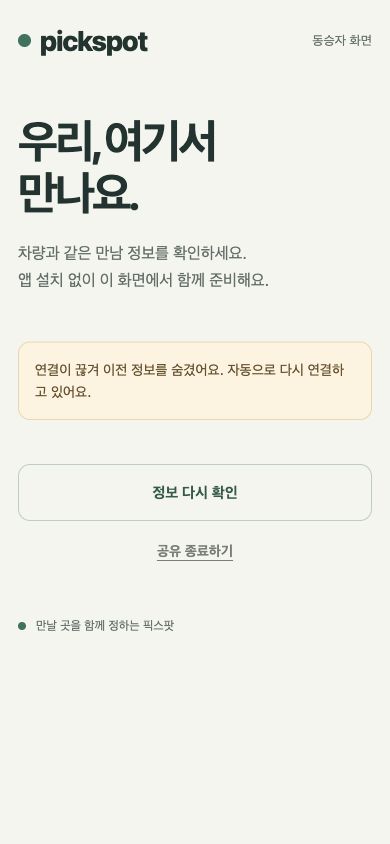 pickspot
동승자 화면
우리, 여기서
만나요.
차량과 같은 만남 정보를 확인하세요.
앱 설치 없이 이 화면에서 함께 준비해요.
연결이 끊겨 이전 정보를 숨겼어요. 자동으로 다시 연결하
고 있어요.
정보 다시 확인
공유 종료하기
만날 곳을 함께 정하는 픽스팟